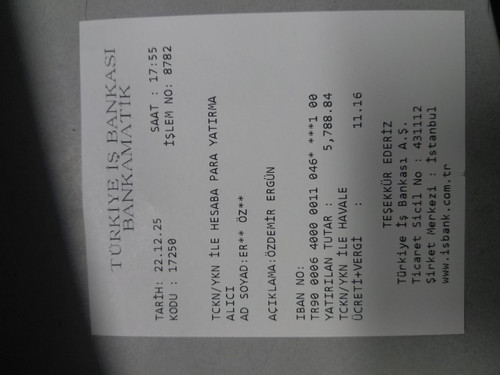 TÜRKİYE İŞ BANKASI
BANKAMATİK
TARİH: 22.12.25 SAAT : 17:55
KODU : 17250 İŞLEM NO: 8782
TCKN/YKN İLE HESABA PARA YATIRMA
ALICI
AD SOYAD:ER** ÖZ**
AÇIKLAMA:ÖZDEMİR ERGÜN
IBAN NO:
TR90 0006 4000 0011 046* ***1 00
YATIRILAN TUTAR : 5,788.84
TCKN/YKN İLE HAVALE
ÜCRETİ+VERGİ : 11.16
TEŞEKKÜR EDERİZ
Türkiye İş Bankası A.Ş.
Ticaret Sicil No : 431112
Şirket Merkezi : İstanbul
www.isbank.com.tr